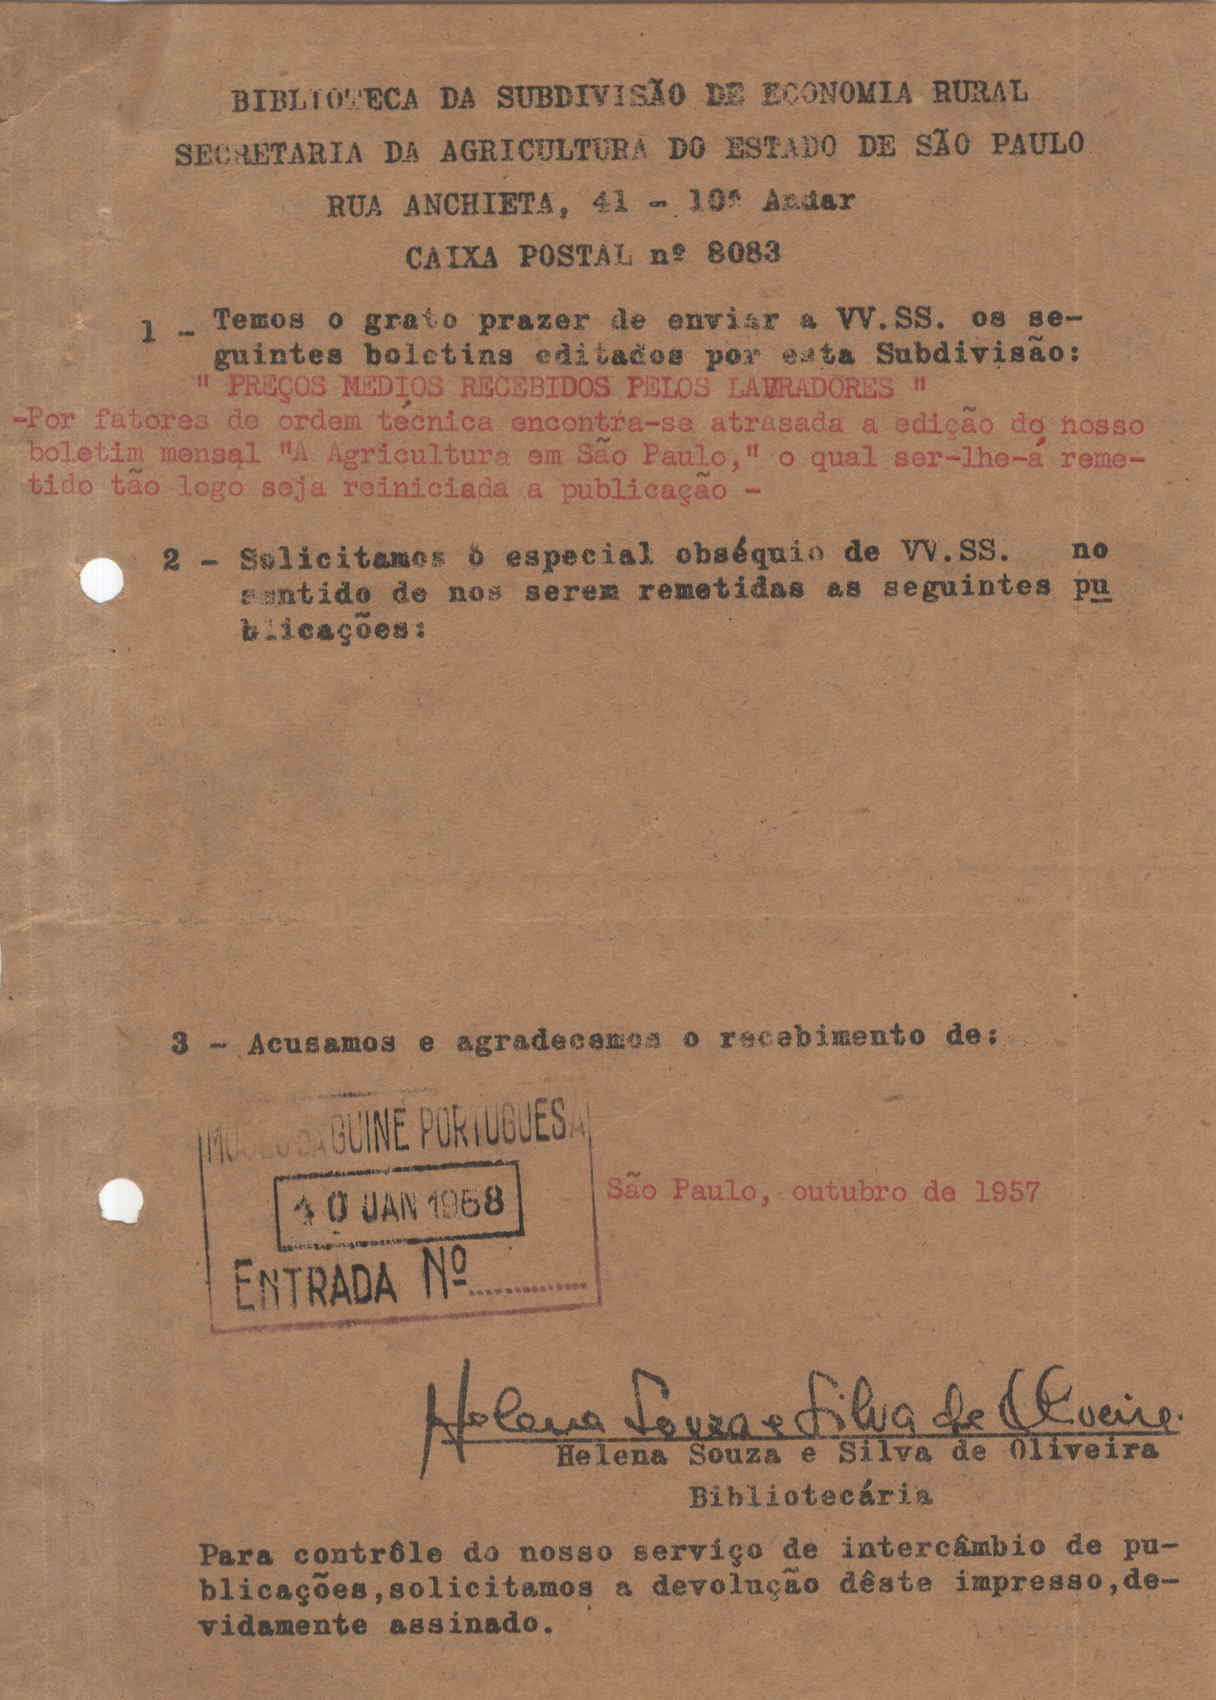 BIBLIOTECA DA SUBDIVISÃO DE ECONOMIA RURAL
SECRETARIA DA AGRICULTURA DO ESTADO DE SÃO PAULO
RUA ANCHIETA, 41 - 10º Andar
CAIXA POSTAL nº 8083
1 - Temos o grato prazer de enviar a VV.SS. os se-
guintes boletins editados por esta Subdivisão:
" PREÇOS MEDIOS RECEBIDOS PELOS LAVRADORES "
-Por fatores de ordem técnica encontra-se atrasada a edição do nosso
boletim mensal "A Agricultura em São Paulo," o qual ser-lhe-á reme-
tido tão logo seja reiniciada a publicação -
2 - Solicitamos o especial obséquio de VV.SS. no
sentido de nos serem remetidas as seguintes pu
blicações:
3 - Acusamos e agradecemos o recebimento de:
MUSEU DA GUINÉ PORTUGUESA
10 JAN 1958
ENTRADA Nº............
São Paulo, outubro de 1957
Helena Souza e Silva de Oliveira
Helena Souza e Silva de Oliveira
Bibliotecária
Para contrôle do nosso serviço de intercâmbio de pu-
blicações,solicitamos a devolução dêste impresso,de-
vidamente assinado.